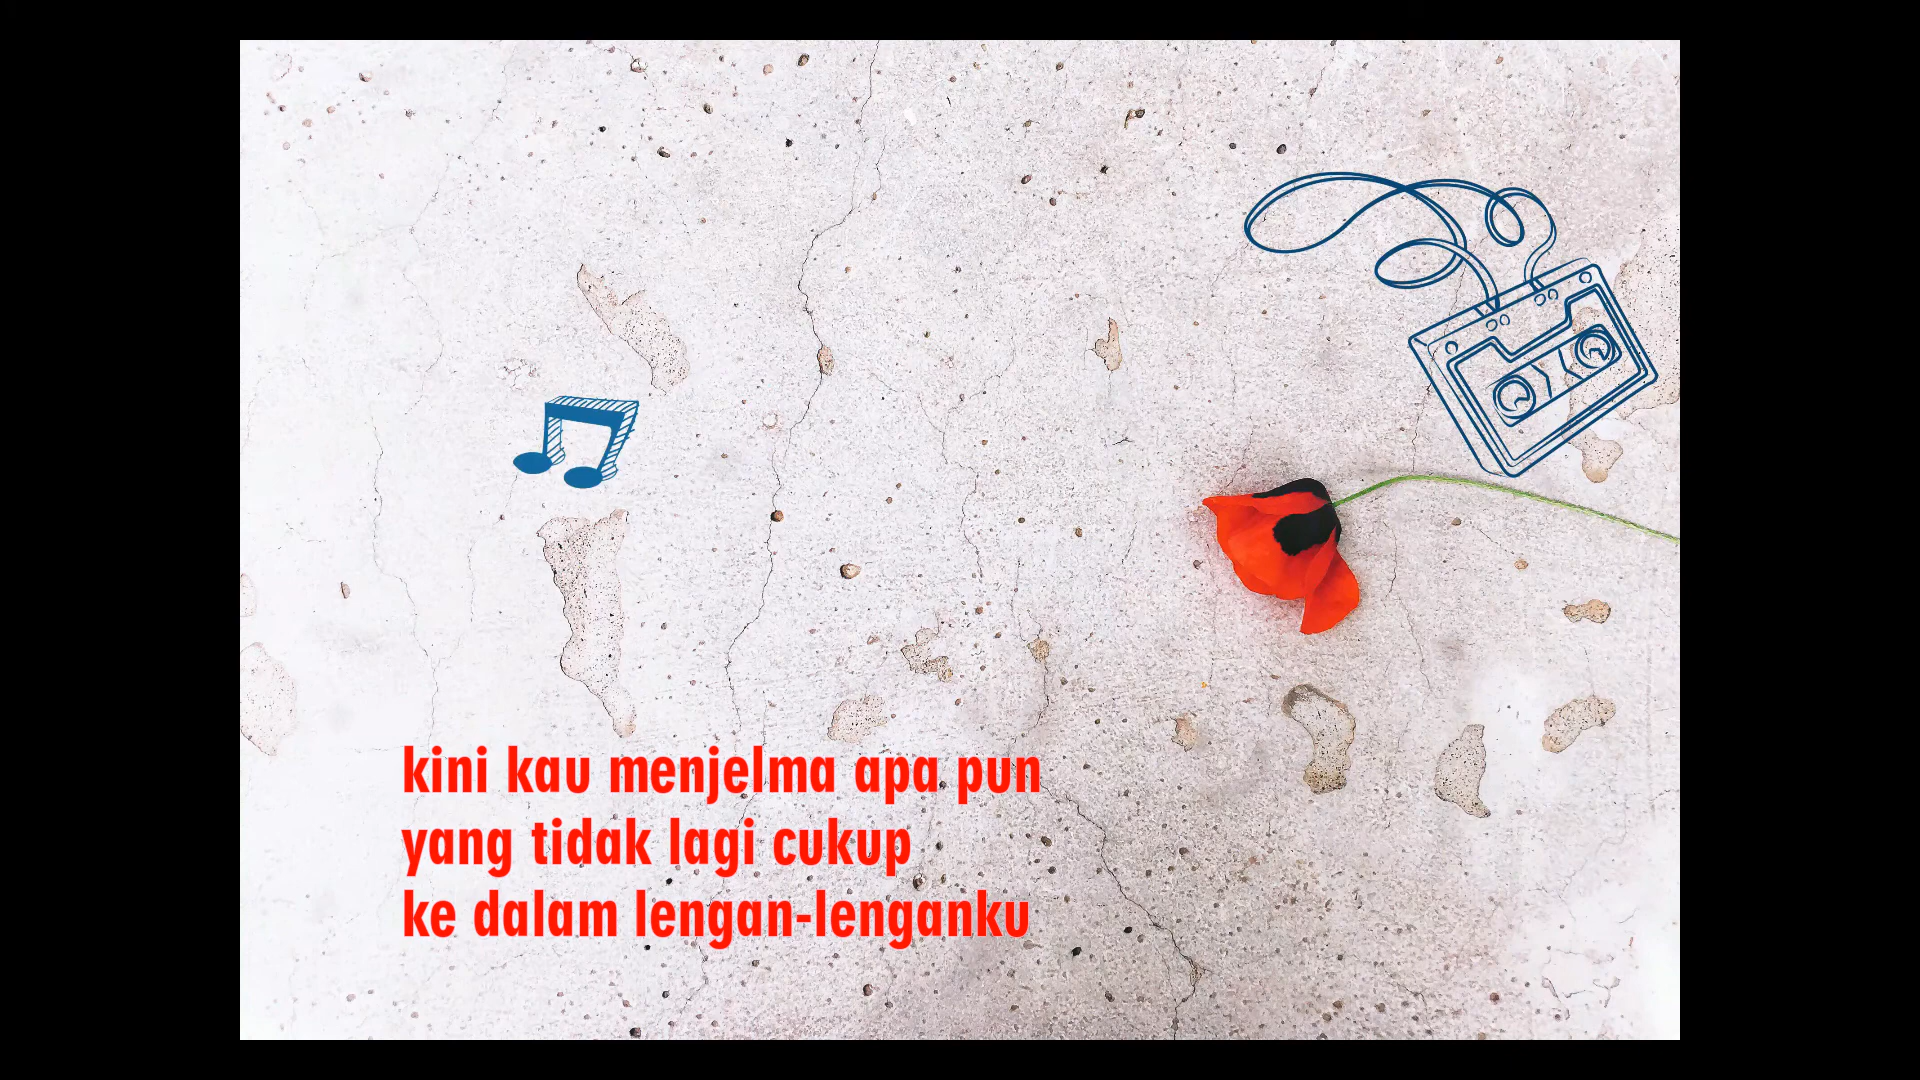 kini kau menjelma apa pun
yang tidak lagi cukup
ke dalam lengan-lenganku